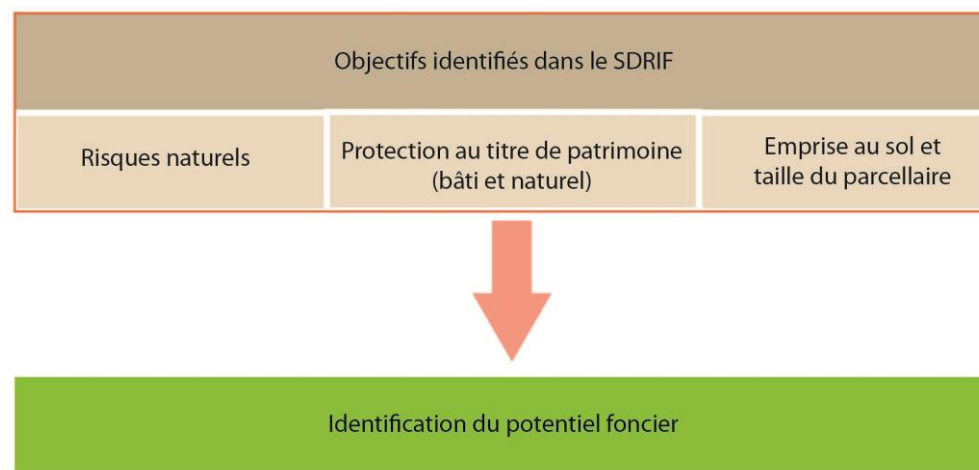 Objectifs identifiés dans le SDRIF
Risques naturels
Protection au titre de patrimoine
(bâti et naturel)
Emprise au sol et
taille du parcellaire
Identification du potentiel foncier